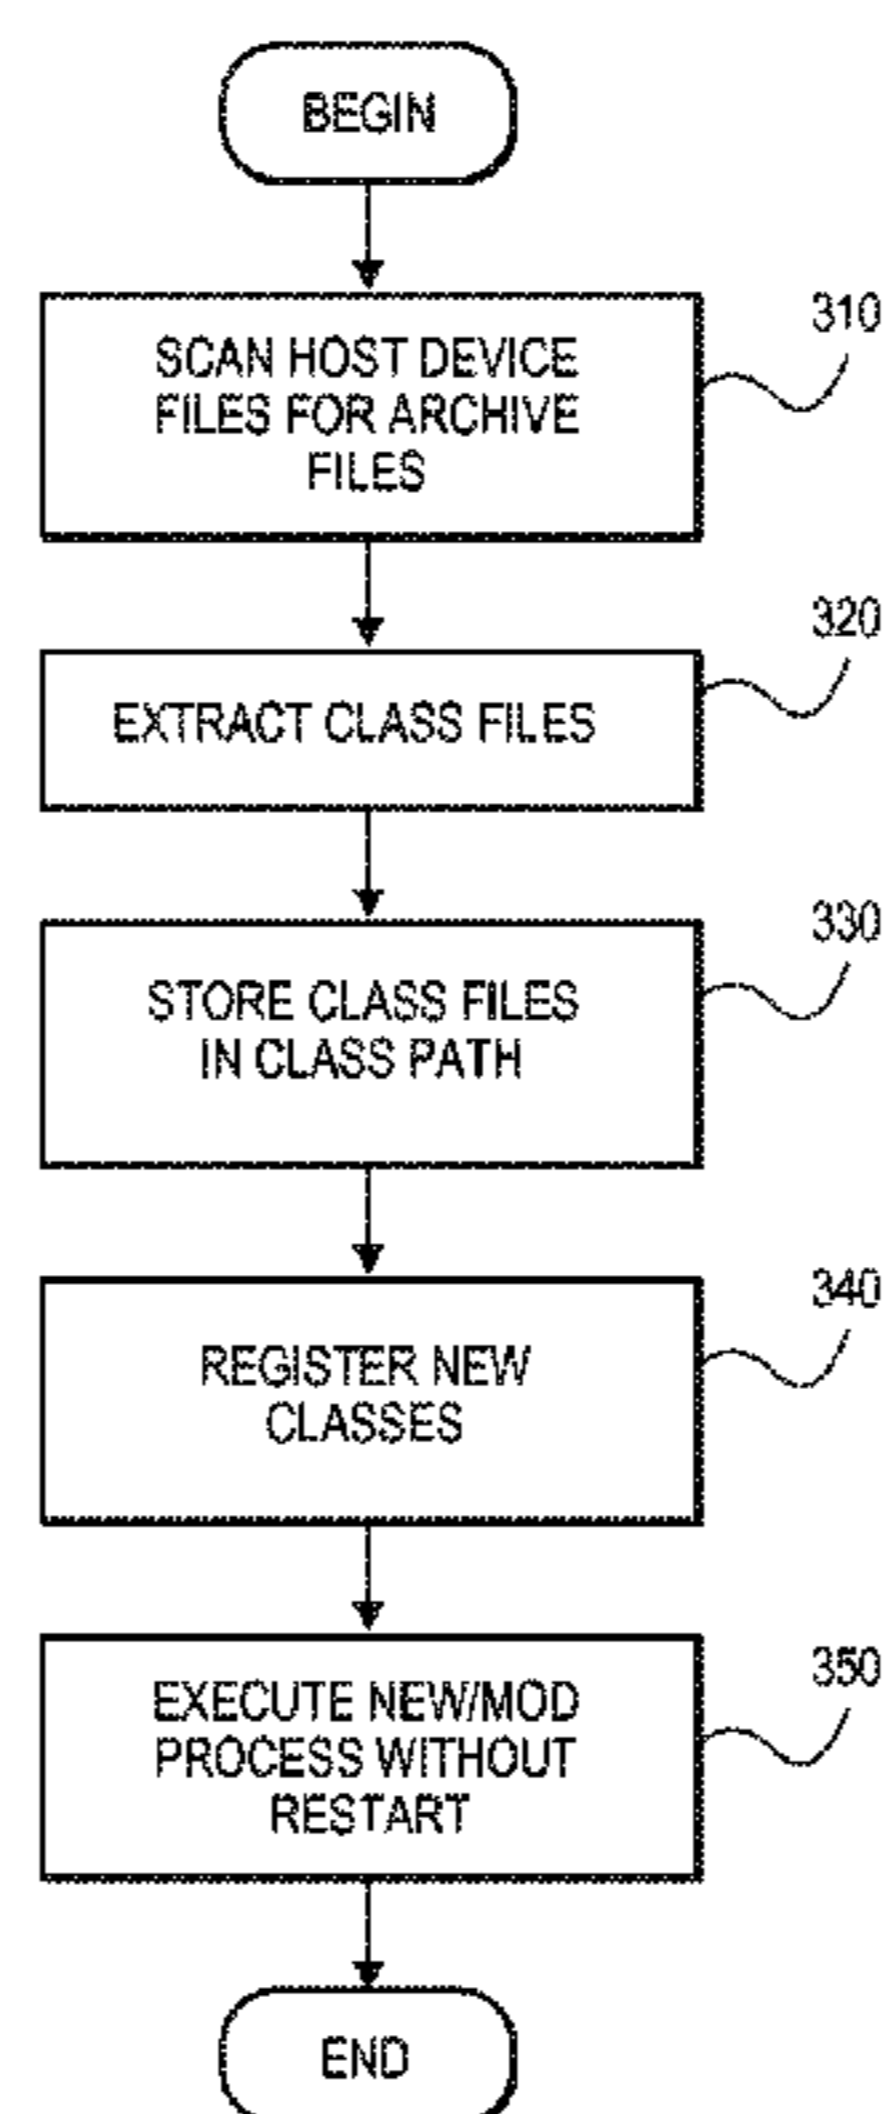 BEGIN
310
SCAN HOST DEVICE
FILES FOR ARCHIVE
FILES
320
EXTRACT CLASS FILES
330
STORE CLASS FILES
IN CLASS PATH
340
REGISTER NEW
CLASSES
350
EXECUTE NEW/MOD
PROCESS WITHOUT
RESTART
END